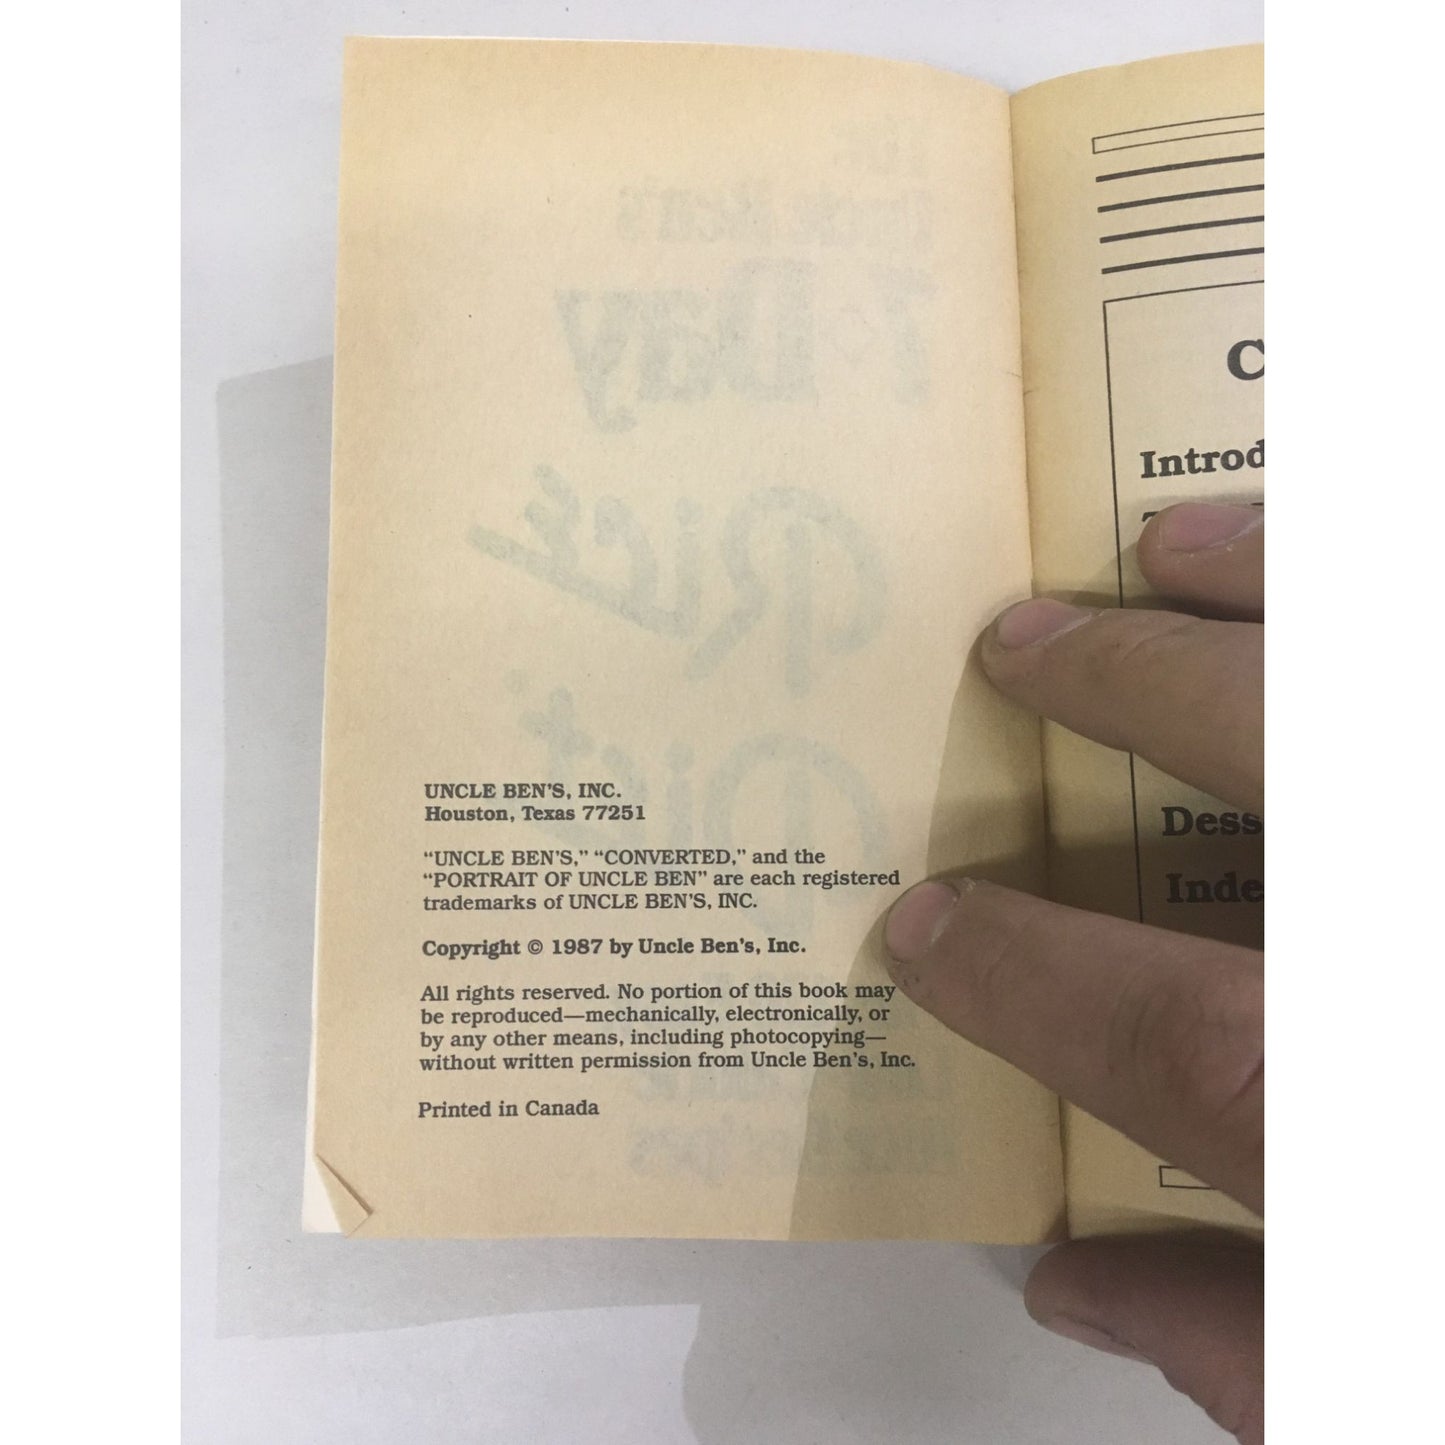 UNCLE BEN'S, INC.
Houston, Texas 77251
“UNCLE BEN'S,” “CONVERTED,” and the
“PORTRAIT OF UNCLE BEN” are each registered
trademarks of UNCLE BEN'S, INC.
Copyright © 1987 by Uncle Ben's, Inc.
All rights reserved. No portion of this book may
be reproduced—mechanically, electronically, or
by any other means, including photocopying—
without written permission from Uncle Ben's, Inc.
Printed in Canada
C
Introd
Dess
Inde